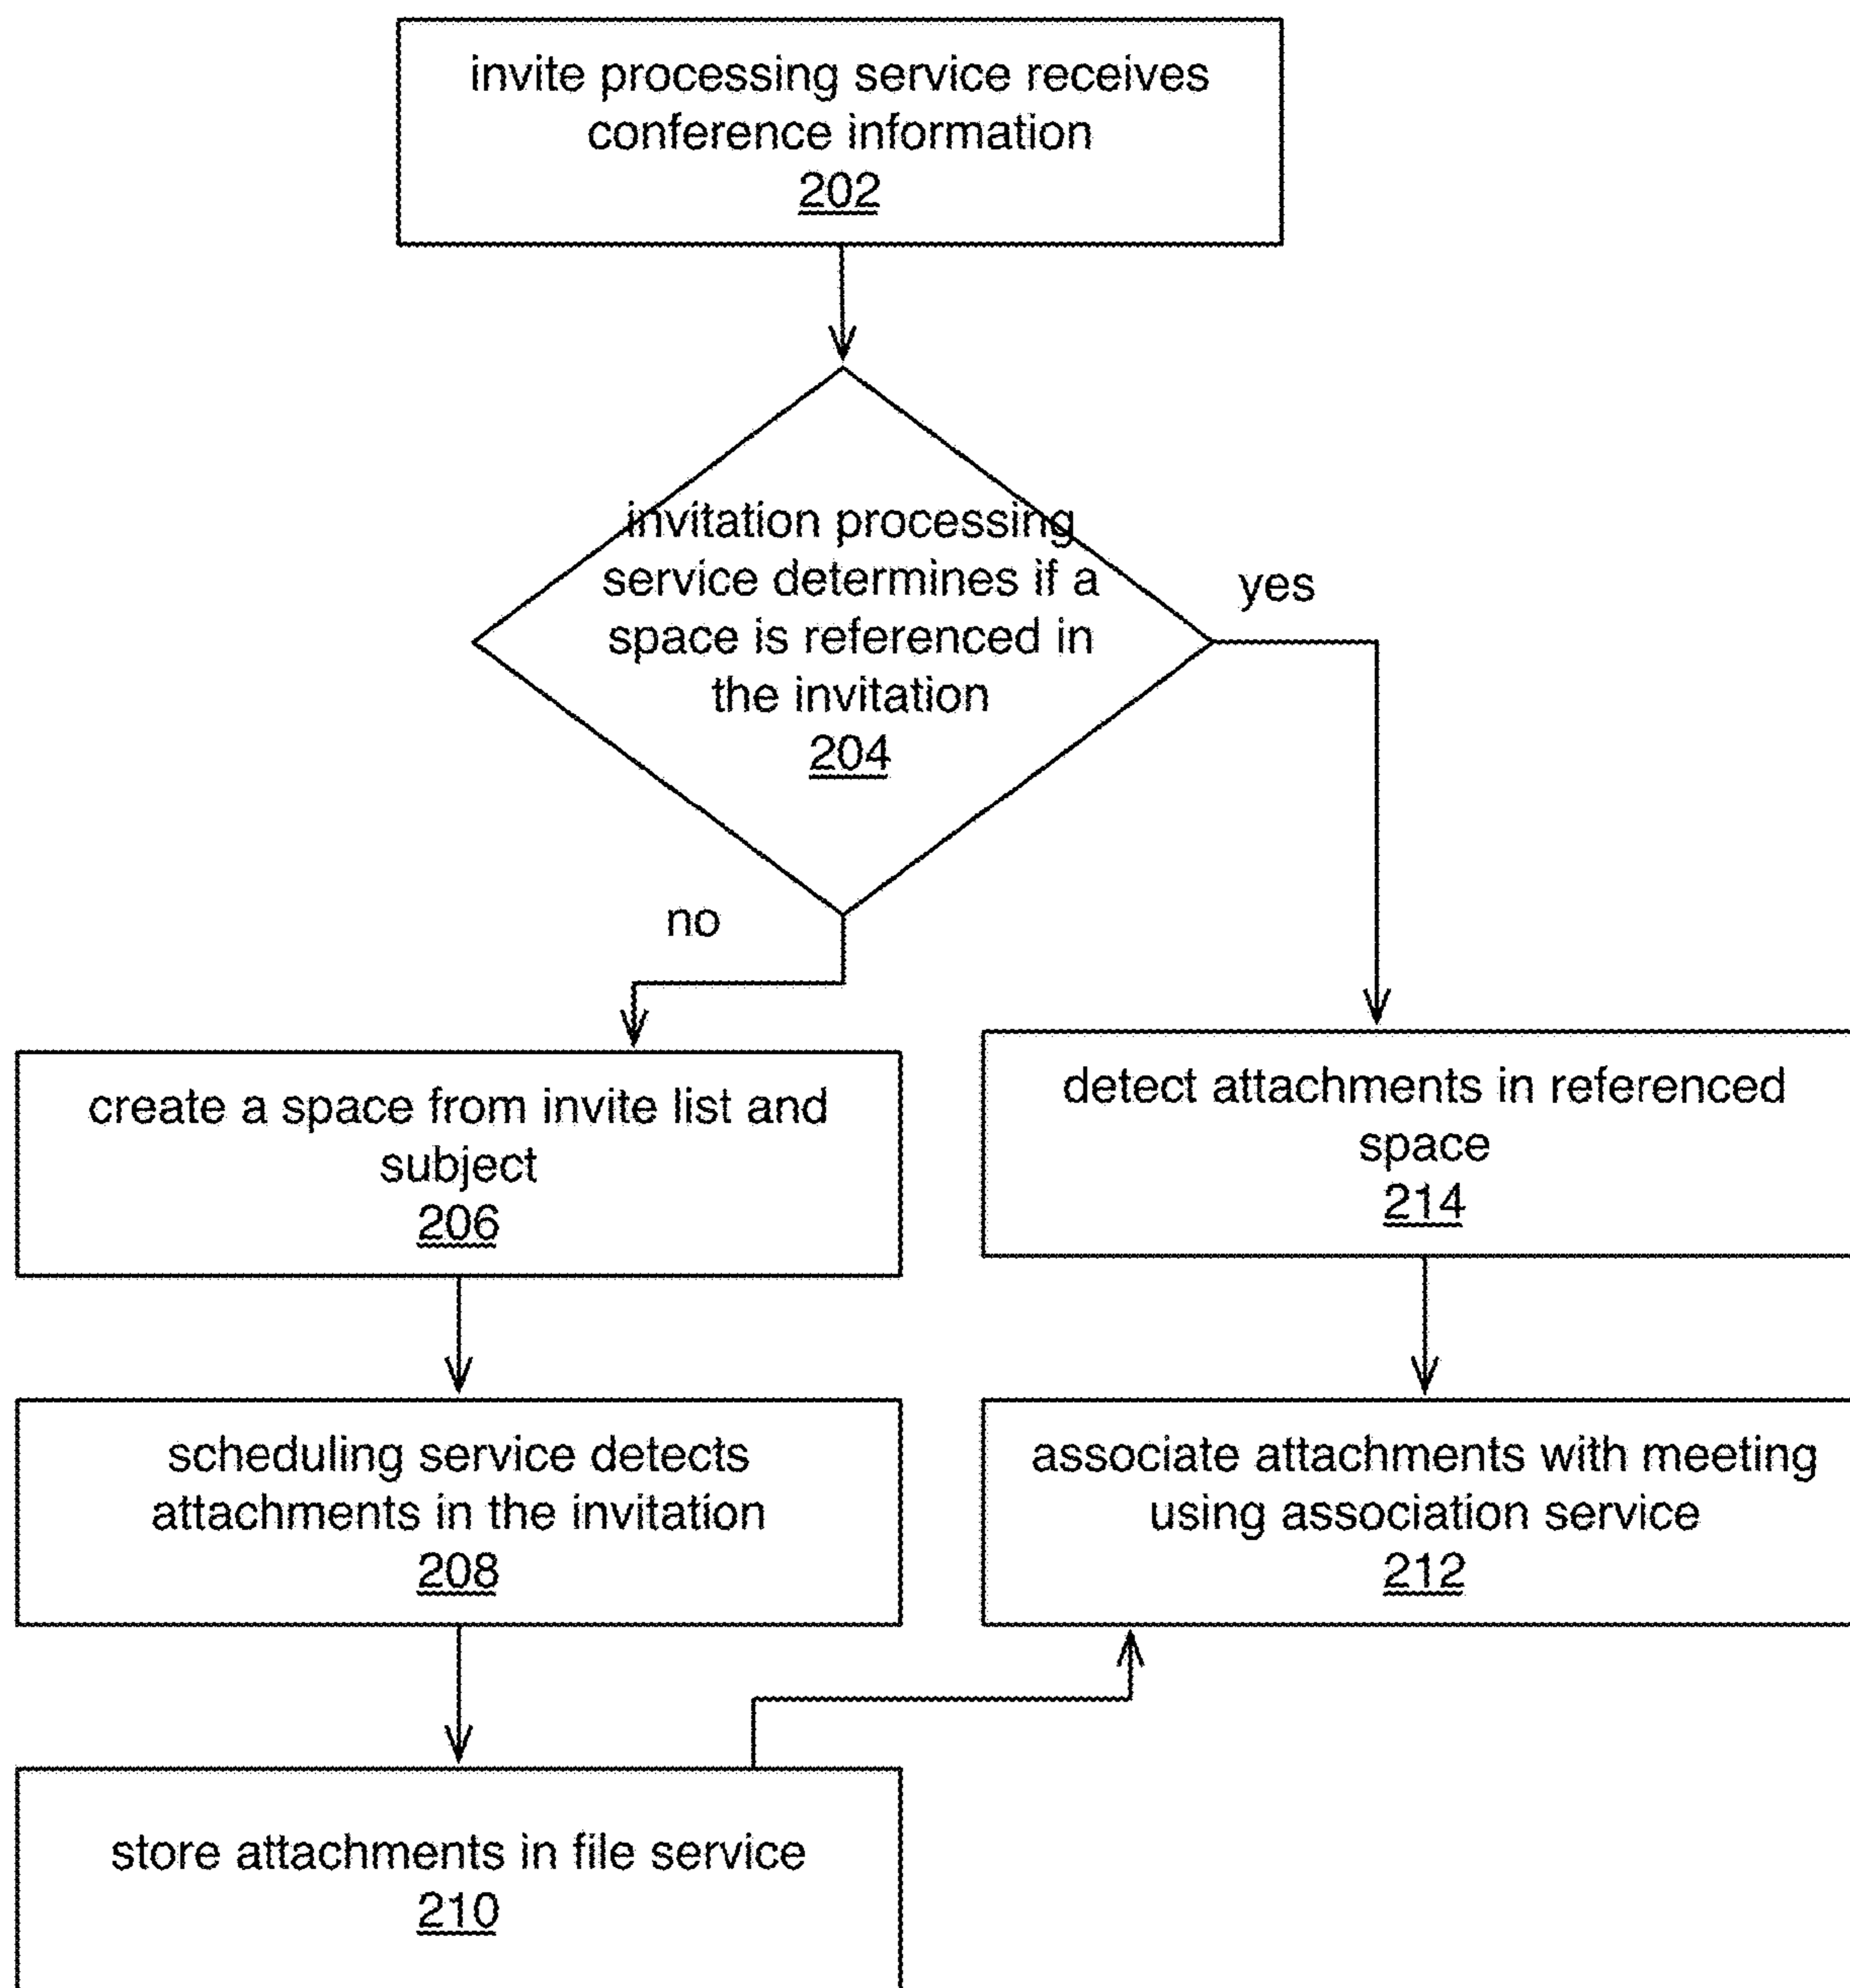 invite processing service receives
conference information
202
invitation processing
service determines if a
space is referenced in
the invitation
204
yes
no
create a space from invite list and
subject
206
detect attachments in referenced
space
214
scheduling service detects
attachments in the invitation
208
associate attachments with meeting
using association service
212
store attachments in file service
210